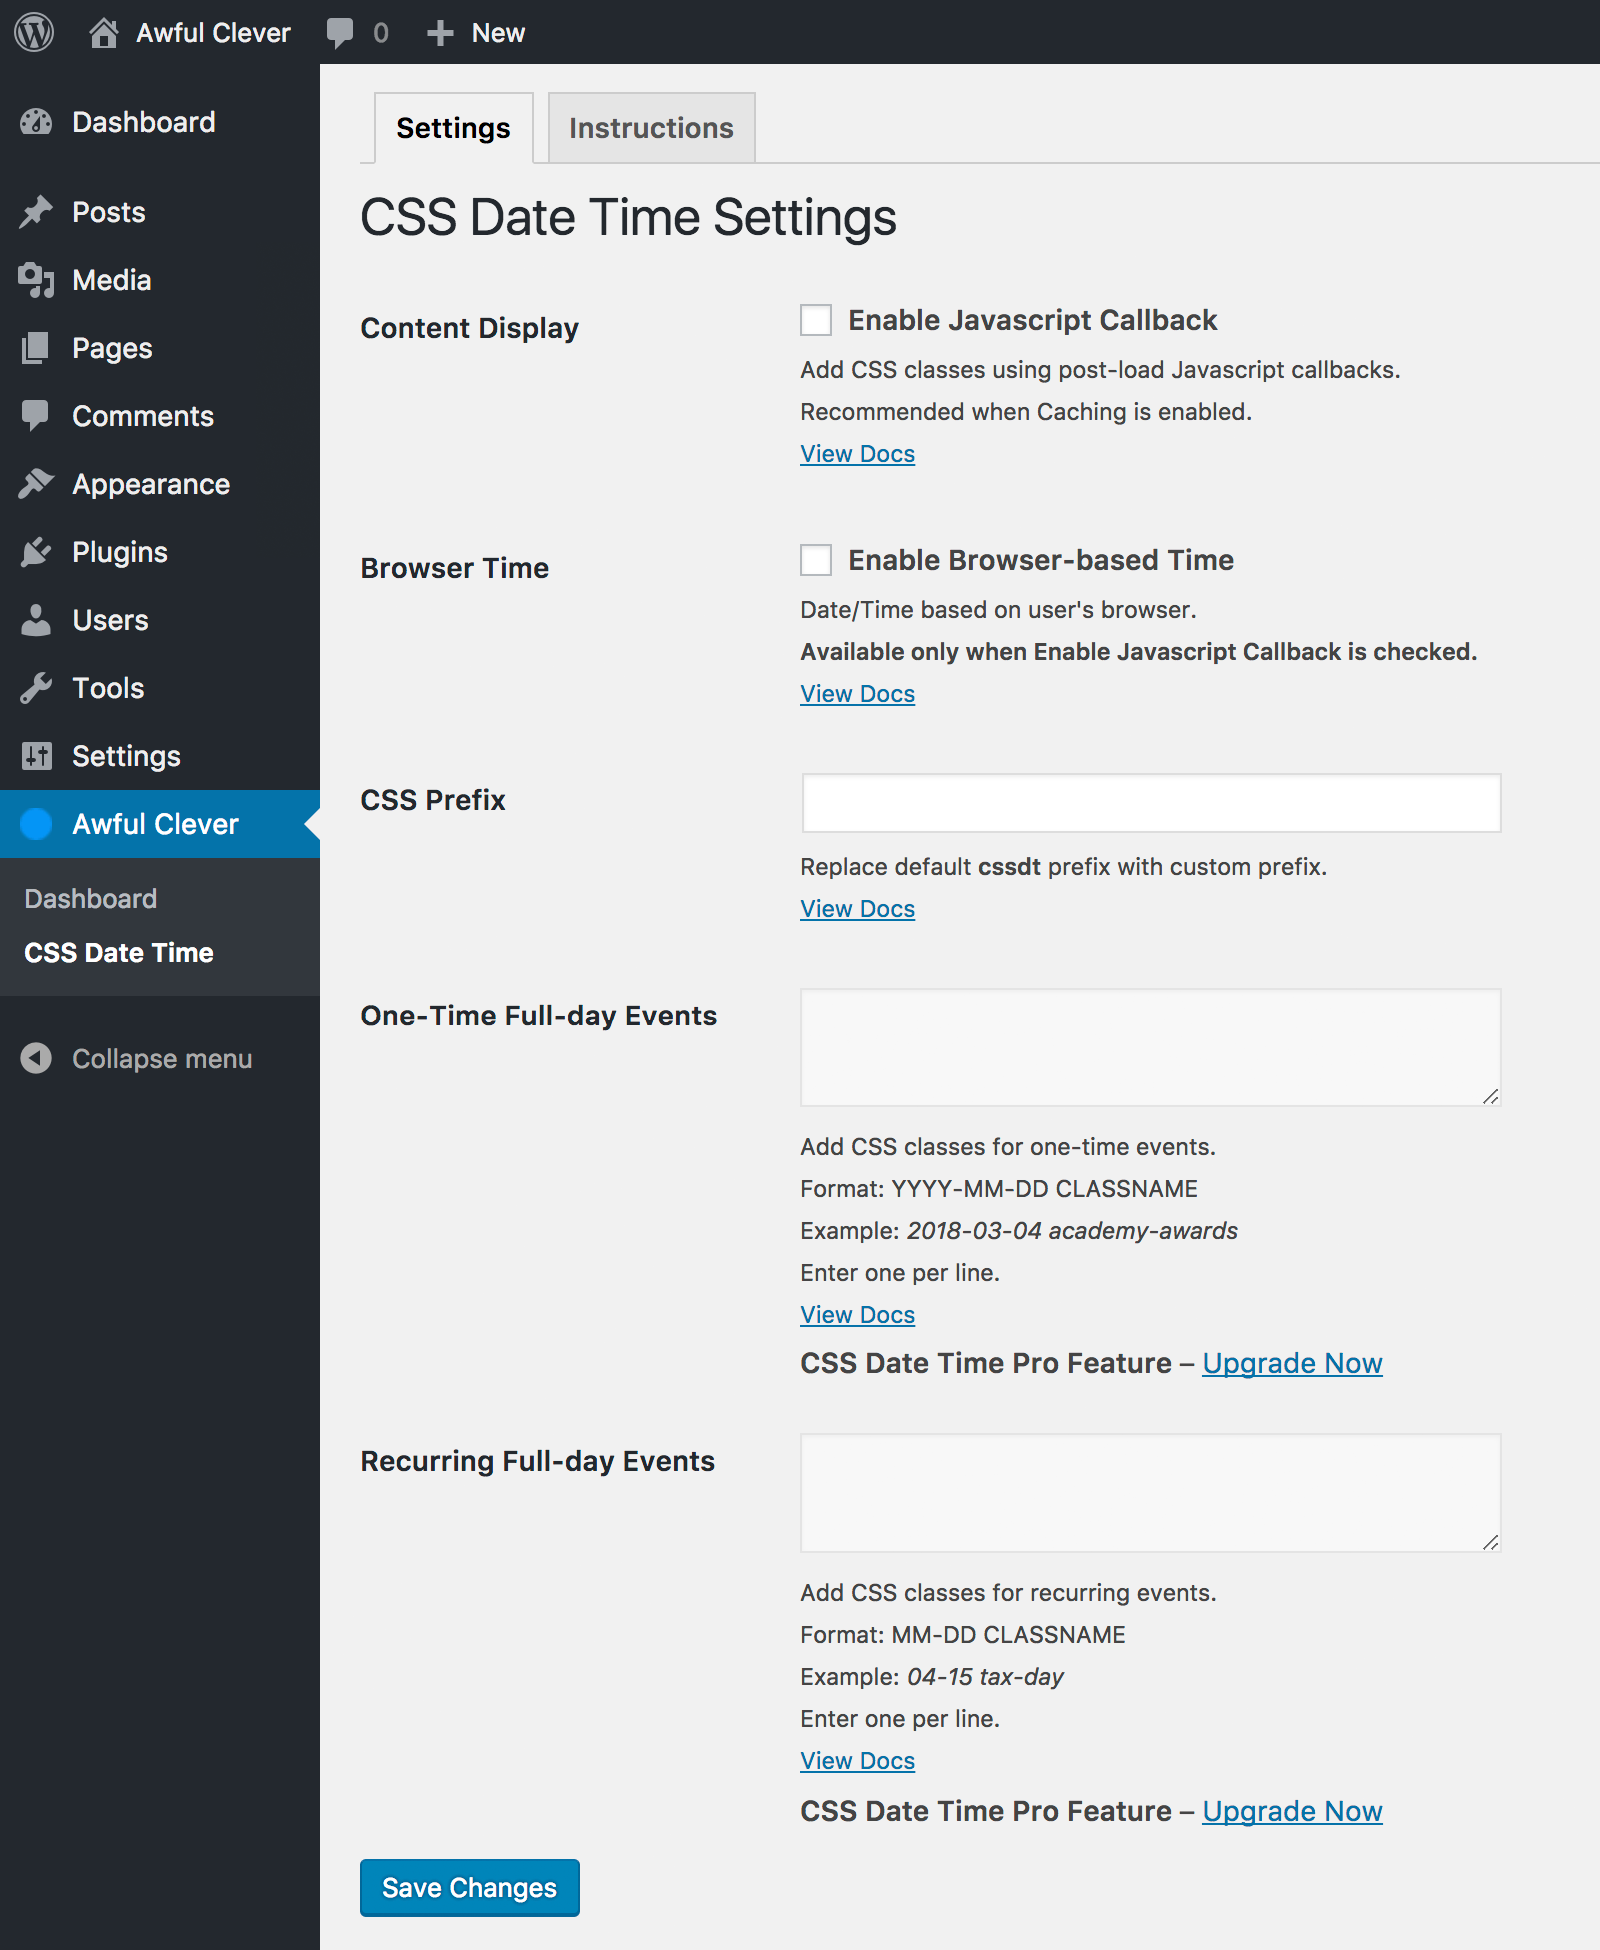 Awful Clever 0 New
Dashboard
Posts
Media
Pages
Comments
Appearance
Plugins
Users
Tools
Settings
Awful Clever
Dashboard
CSS Date Time
Collapse menu
Settings Instructions
CSS Date Time Settings
Content Display
Enable Javascript Callback
Add CSS classes using post-load Javascript callbacks.
Recommended when Caching is enabled.
View Docs
Browser Time
Enable Browser-based Time
Date/Time based on user's browser.
Available only when Enable Javascript Callback is checked.
View Docs
CSS Prefix
Replace default cssdt prefix with custom prefix.
View Docs
One-Time Full-day Events
Add CSS classes for one-time events.
Format: YYYY-MM-DD CLASSNAME
Example: 2018-03-04 academy-awards
Enter one per line.
View Docs
CSS Date Time Pro Feature – Upgrade Now
Recurring Full-day Events
Add CSS classes for recurring events.
Format: MM-DD CLASSNAME
Example: 04-15 tax-day
Enter one per line.
View Docs
CSS Date Time Pro Feature – Upgrade Now
Save Changes